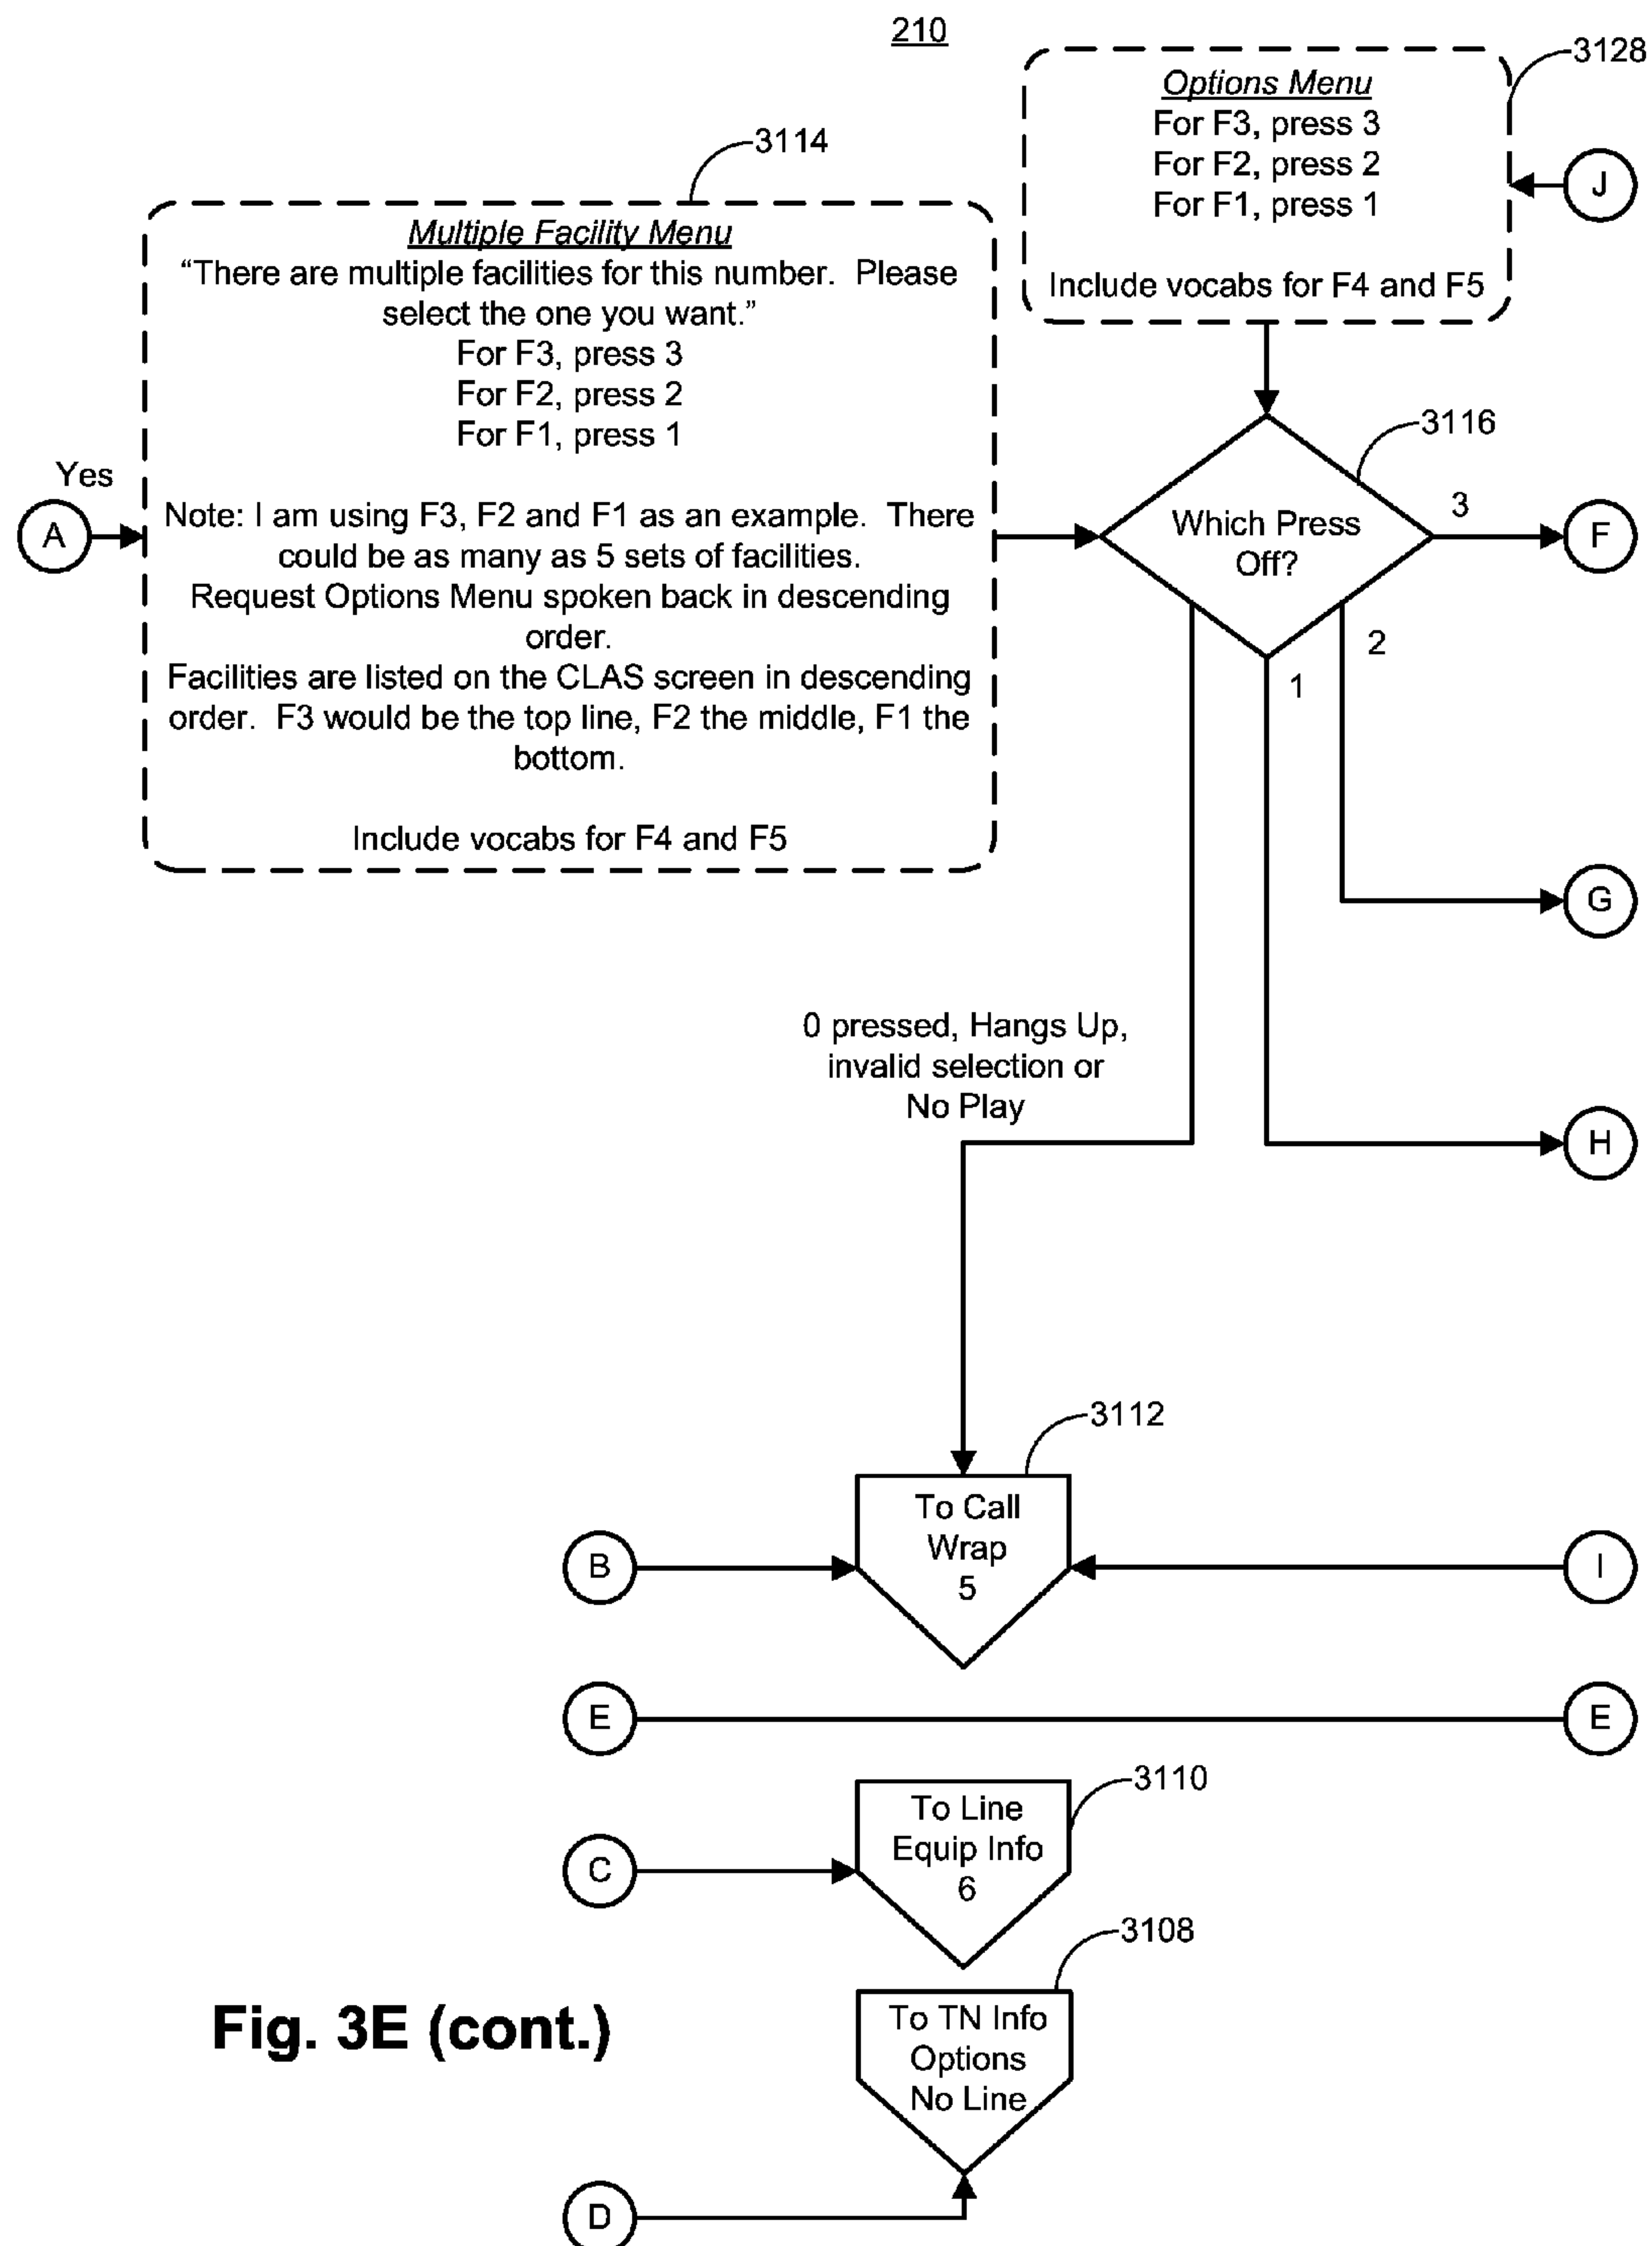 210
3128
Options Menu
For F3, press 3
For F2, press 2
For F1, press 1
Include vocabs for F4 and F5
J
3114
Multiple Facility Menu
“There are multiple facilities for this number.  Please
select the one you want.”
For F3, press 3
For F2, press 2
For F1, press 1
Note: I am using F3, F2 and F1 as an example.  There
could be as many as 5 sets of facilities.
Request Options Menu spoken back in descending
order.
Facilities are listed on the CLAS screen in descending
order.  F3 would be the top line, F2 the middle, F1 the
bottom.
Include vocabs for F4 and F5
Yes
A
3116
Which Press
Off?
3
F
2
1
G
0 pressed, Hangs Up,
invalid selection or
No Play
H
3112
To Call
Wrap
5
B
I
E
E
3110
To Line
Equip Info
6
C
3108
To TN Info
Options
No Line
D
Fig. 3E (cont.)